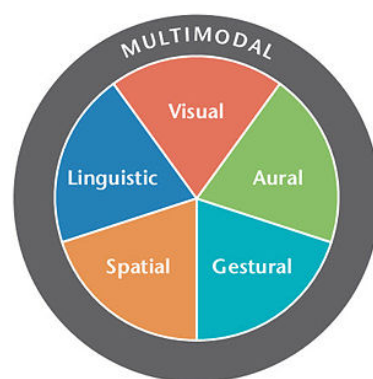 MULTIMODAL
Visual
Linguistic
Aural
Spatial
Gestural